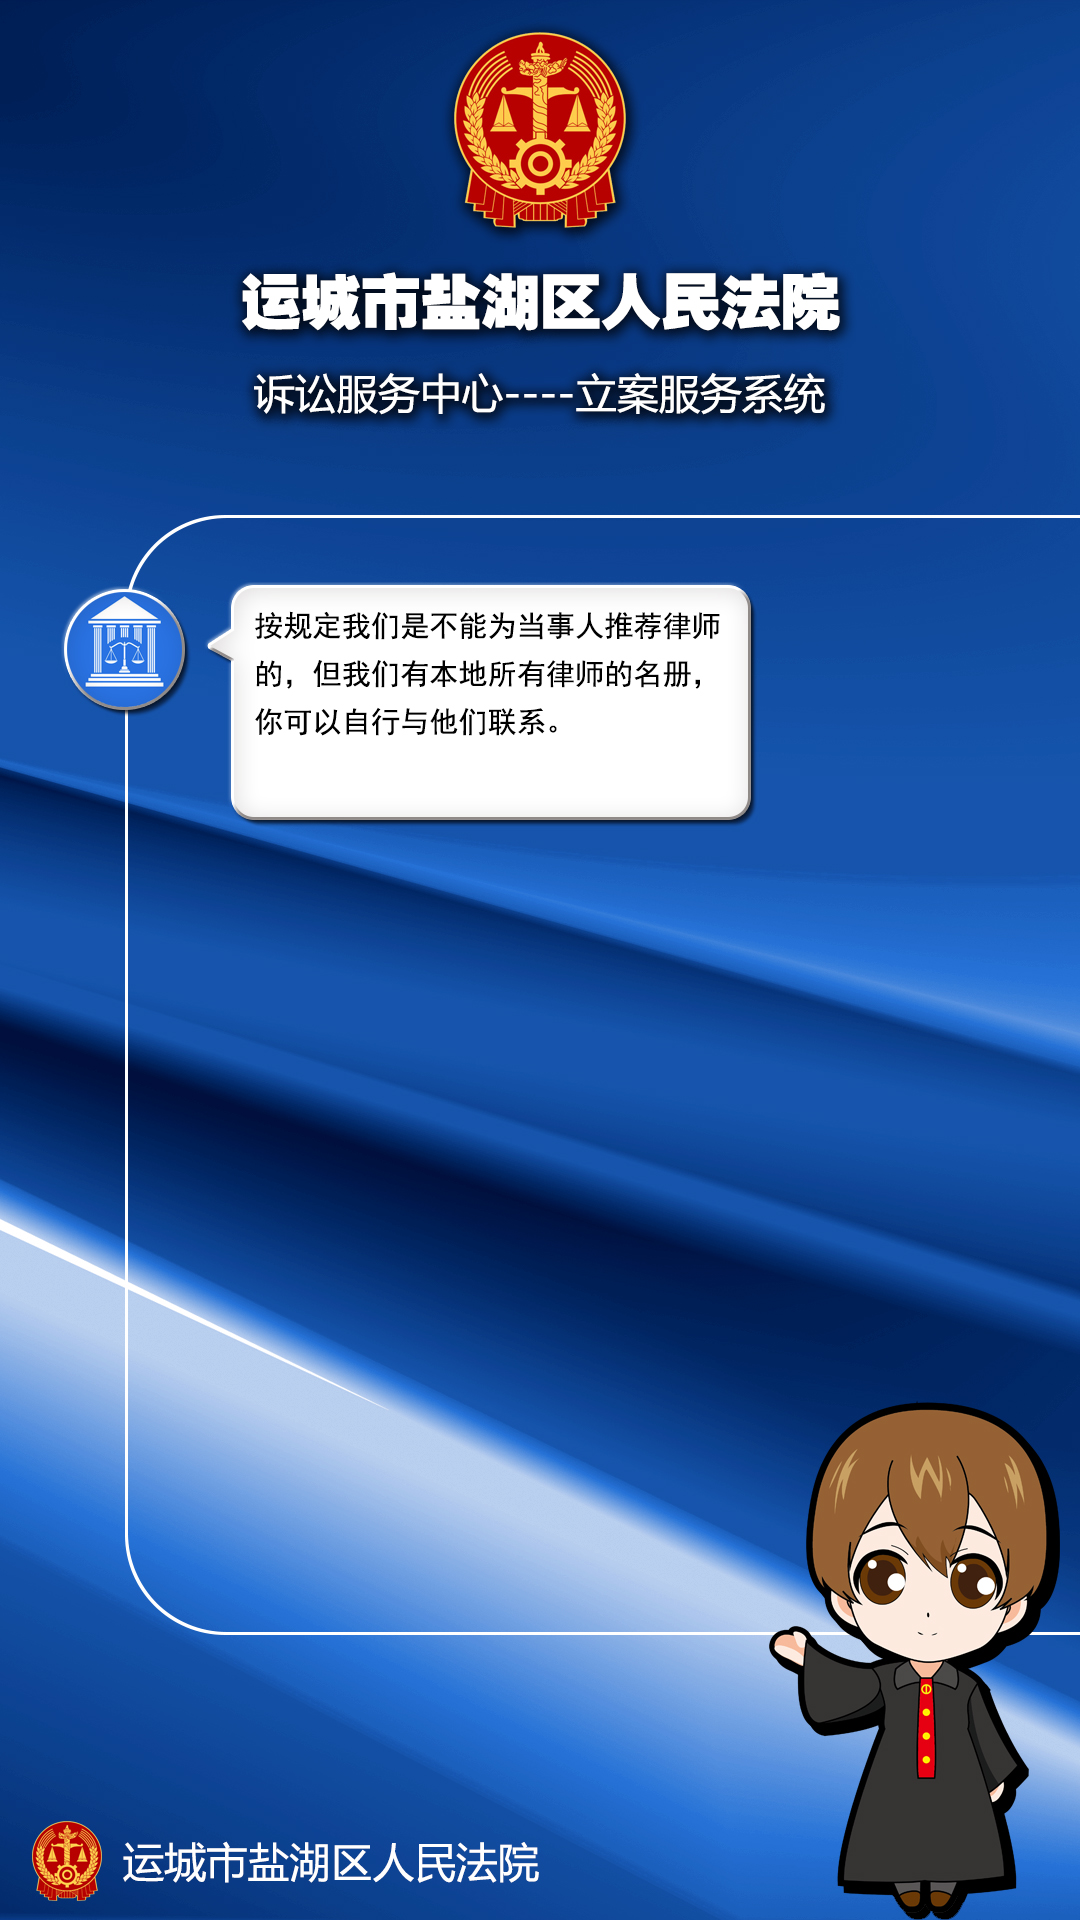 运城市盐湖区人民法院
诉讼服务中心----立案服务系统
按规定我们是不能为当事人推荐律师
的，但我们有本地所有律师的名册，
你可以自行与他们联系。
运城市盐湖区人民法院